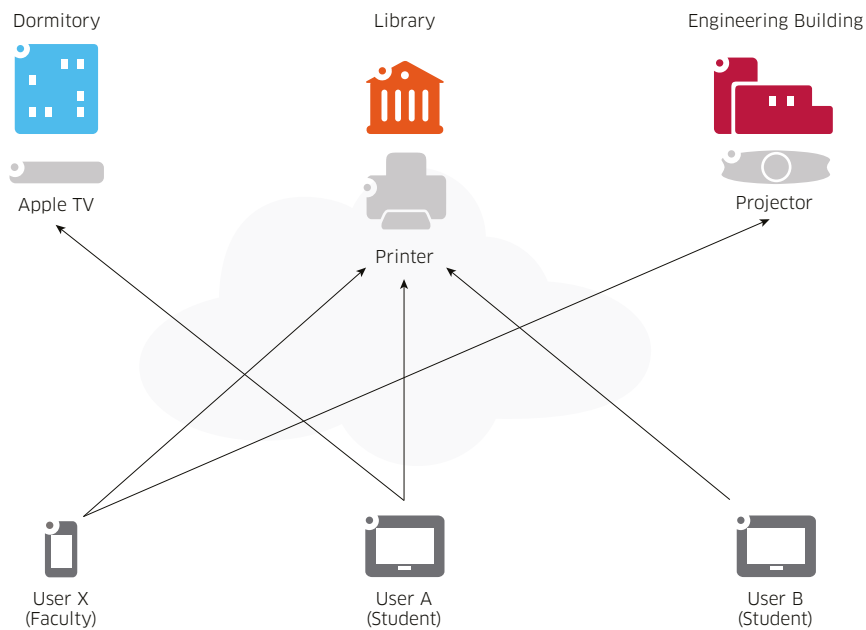 Dormitory
Library
Engineering Building
Apple TV
Printer
Projector
User X
(Faculty)
User A
(Student)
User B
(Student)